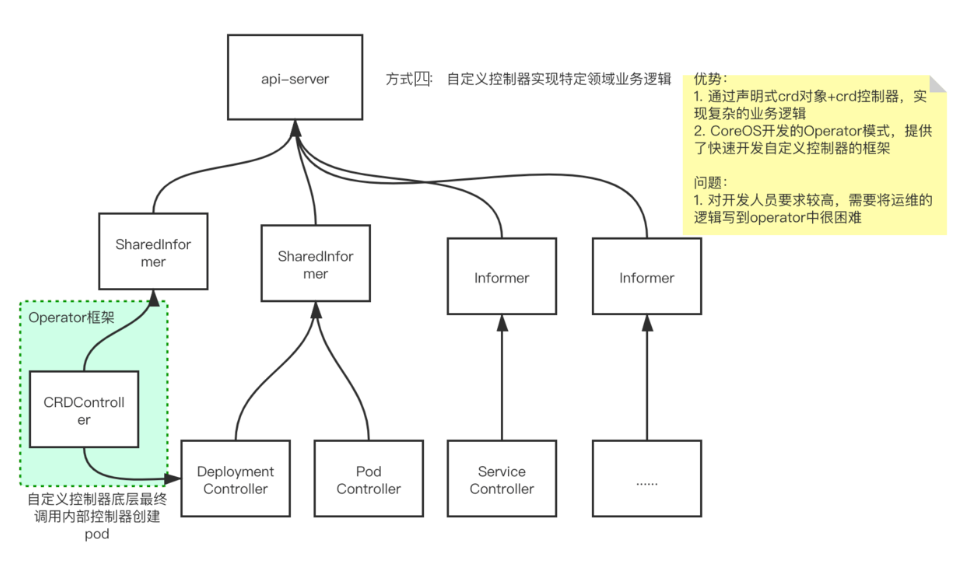 api-server
方式四： 自定义控制器实现特定领域业务逻辑
优势：
1. 通过声明式crd对象+crd控制器，实
现复杂的业务逻辑
2. CoreOS开发的Operator模式，提供
了快速开发自定义控制器的框架
问题：
1. 对开发人员要求较高，需要将运维的
逻辑写到operator中很困难
SharedInfor
mer
SharedInfor
mer
Informer
Informer
Operator框架
CRDControll
er
Deployment
Controller
Pod
Controller
Service
Controller
......
自定义控制器底层最终
调用内部控制器创建
pod